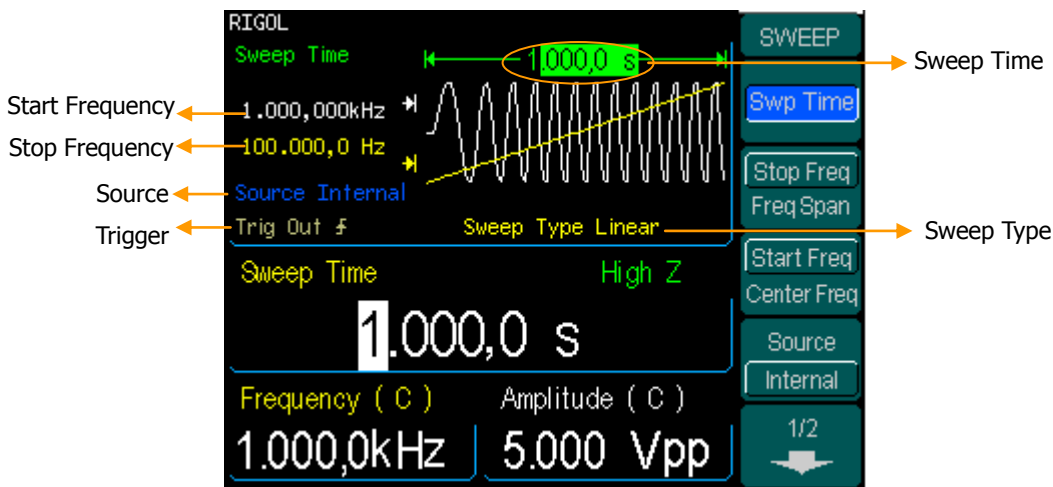 RIGOL
Sweep Time
1.000,0 s
1.000,000kHz
100.000,0 Hz
Source Internal
Trig Out
Sweep Type Linear
Sweep Time
High Z
1.000,0 s
Frequency ( C )
Amplitude ( C )
1.000,0kHz
5.000 Vpp
SWEEP
Swp Time
Stop Freq
Freq Span
Start Freq
Center Freq
Source
Internal
1/2
Start Frequency
Stop Frequency
Source
Trigger
Sweep Time
Sweep Type